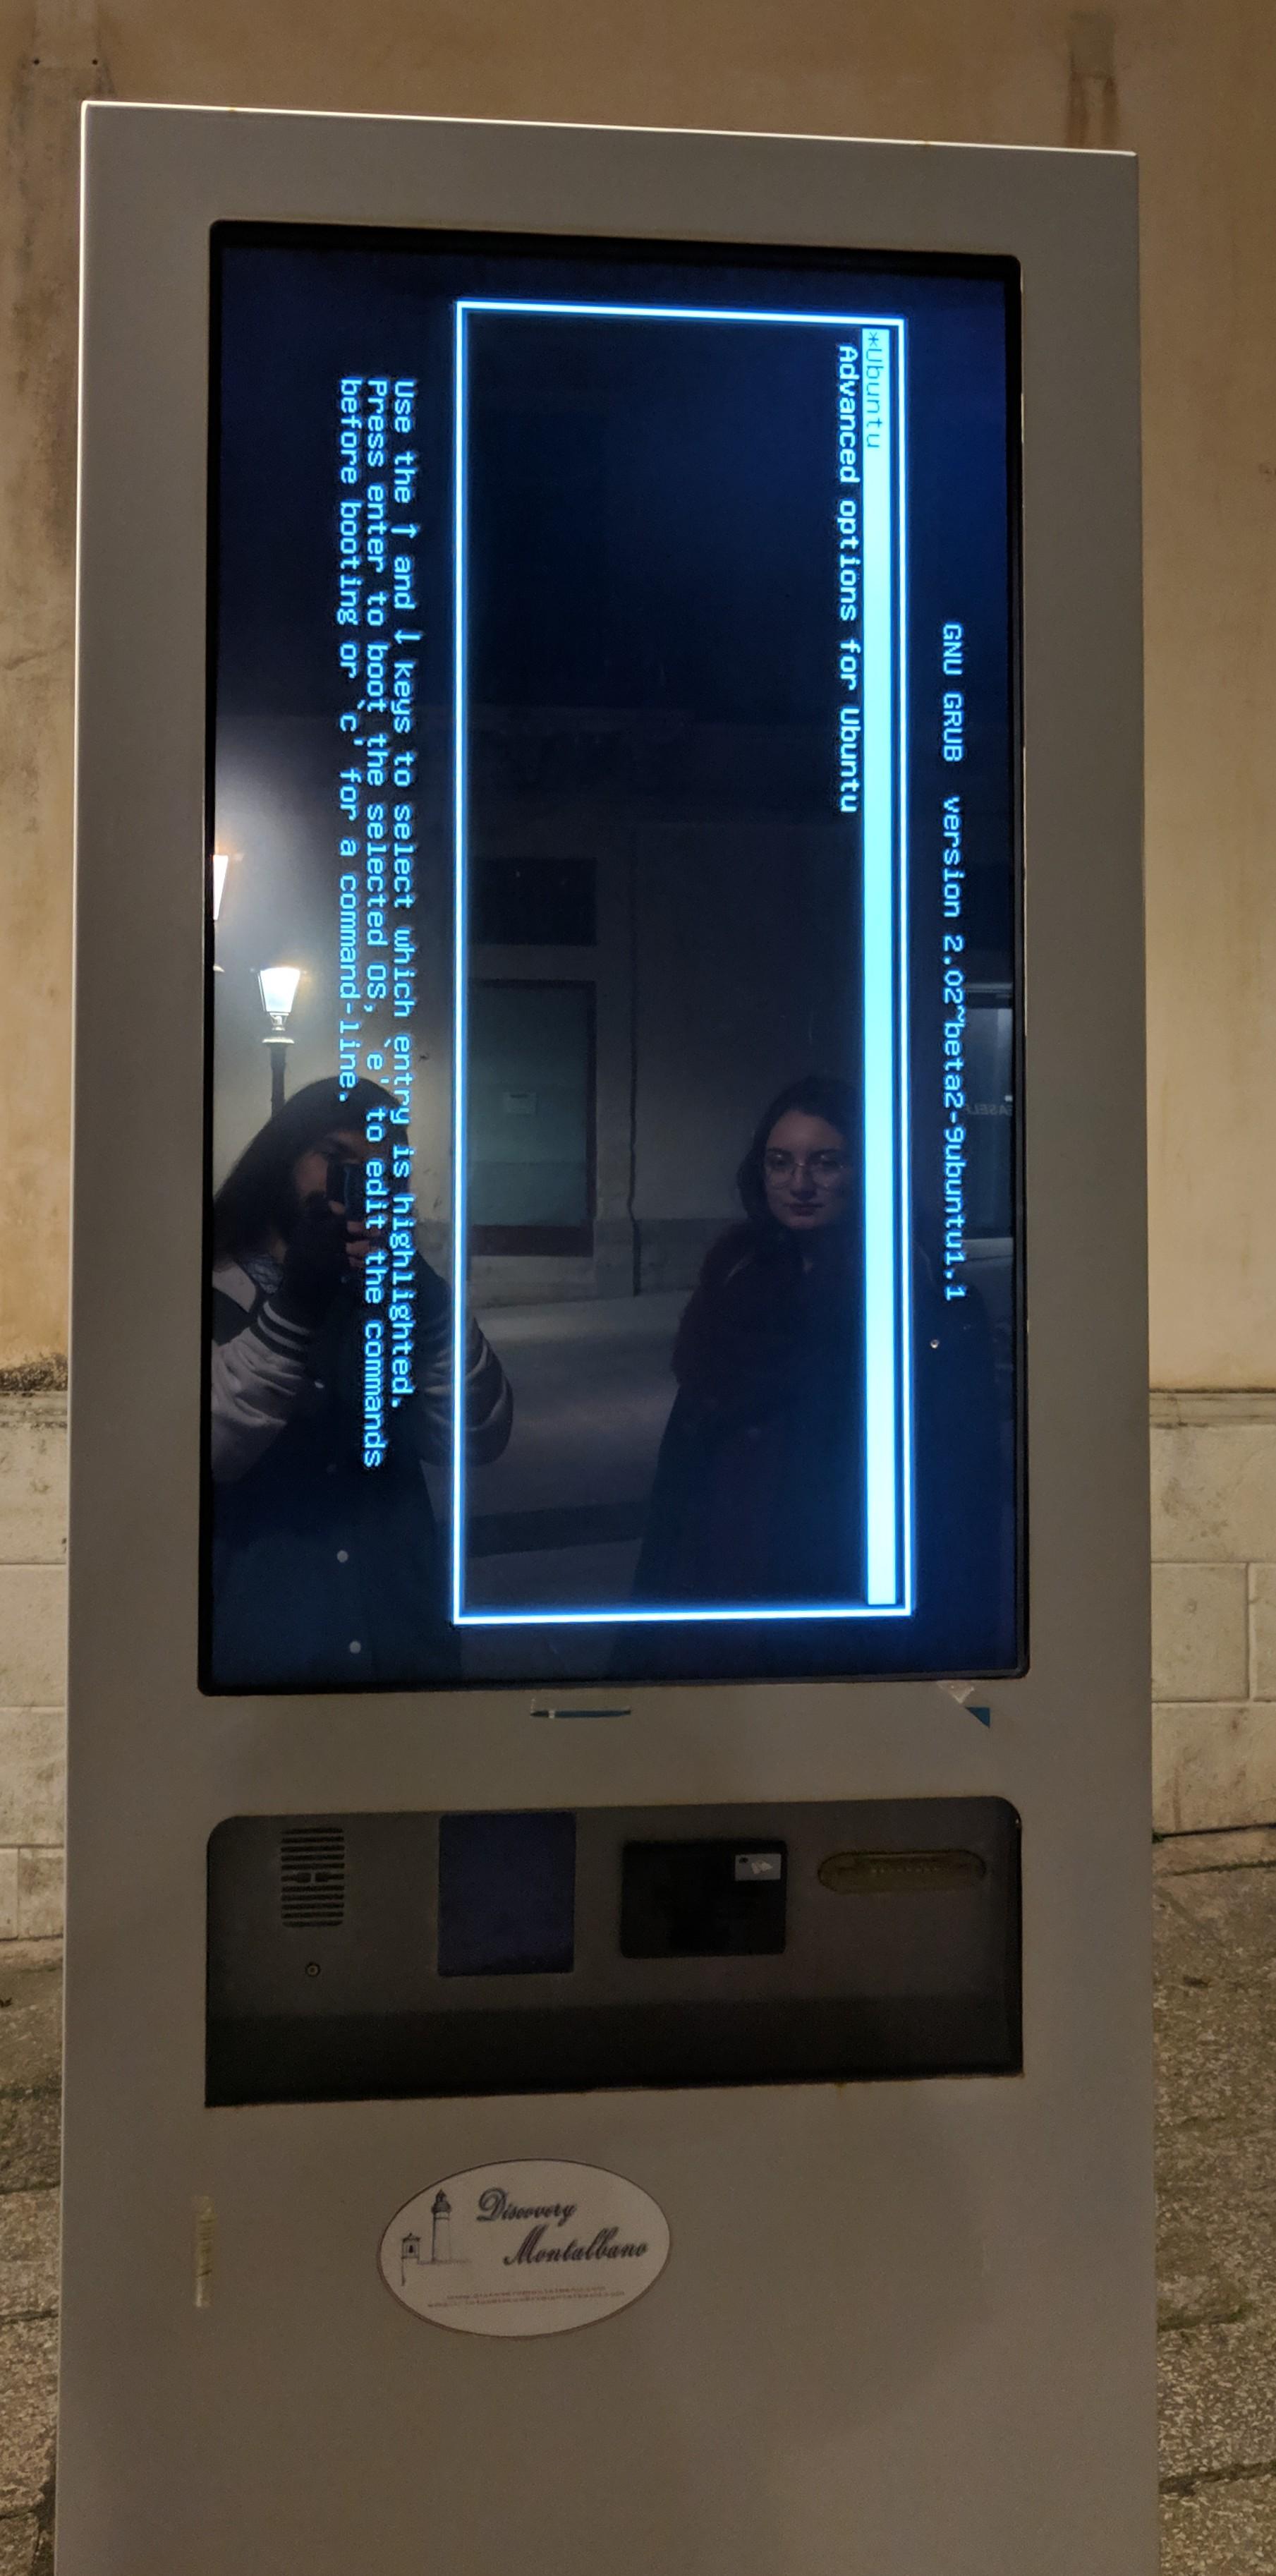 GNU GRUB  version 2.02~beta2-9ubuntu1.1
*Ubuntu
Advanced options for Ubuntu
Use the ↑ and ↓ keys to select which entry is highlighted.
Press enter to boot the selected OS, `e' to edit the commands
before booting or `c' for a command-line.
Discovery
Montalbano